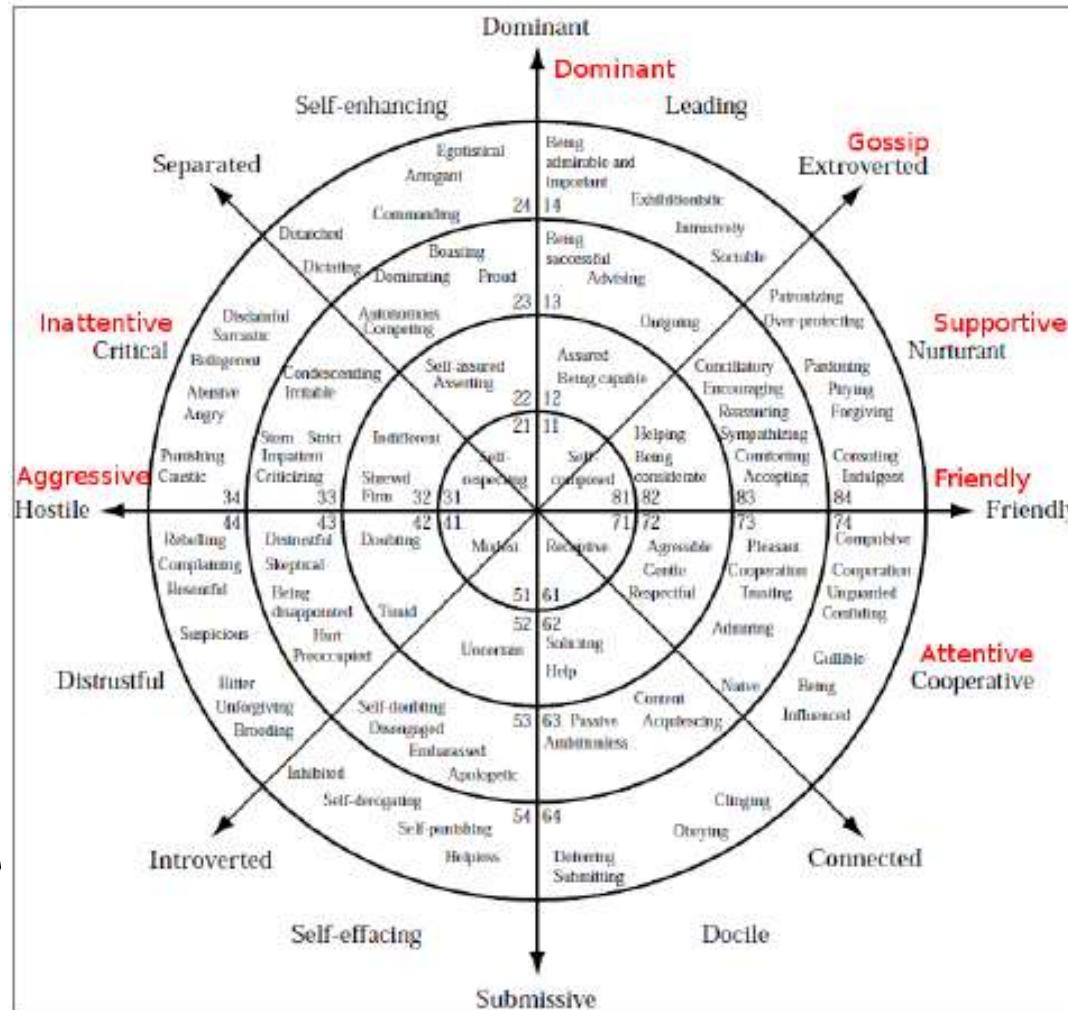 Dominant
Dominant
Self-enhancing
Leading
Gossip
Separated
Extroverted
Egotistical
Arrogant
Commanding
24
14
Being
admirable and
important
Exhibitionistic
Intrusively
Sociable
Detatched
Dictating
Boasting
Dominating
Proud
Being
successful
Advising
23
13
Inattentive
Critical
Disdainful
Sarcastic
Belligerent
Abusive
Angry
Punishing
Caustic
Autonomous
Competing
Outgoing
Patronizing
Over-protecting
Supportive
Nurturant
Condescending
Irritable
Self-assured
Asserting
22
12
Assured
Being capable
Conciliatory
Encouraging
Reassuring
Sympathizing
Comforting
Accepting
Pardoning
Pitying
Forgiving
Consoling
Indulgent
Stern Strict
Impatient
Criticizing
Indifferent
Shrewd
Firm
21
11
Self-
respecting
Self-
composed
Helping
Being
considerate
Aggressive
Hostile
34
33
32
31
81
82
83
84
Friendly
Friendly
44
43
42
41
71
72
73
74
Rebelling
Complaining
Resentful
Suspicious
Distrustful
Skeptical
Being
disappointed
Hurt
Preoccupied
Doubting
Timid
Modest
Receptive
Agreeable
Gentle
Respectful
Pleasant
Cooperation
Trusting
Admiring
Compulsive
Cooperation
Unguarded
Confiding
51
61
52
62
Uncertain
Soliciting
Help
Distrustful
Bitter
Unforgiving
Brooding
Gullible
Being
Influenced
Attentive
Cooperative
Self-doubting
Disengaged
Embarassed
Apologetic
53
63
Passive
Ambitionless
Content
Acquiescing
Naive
Inhibited
Self-derogating
Self-punishing
Helpless
54
64
Deferring
Submitting
Clinging
Obeying
Introverted
Connected
Self-effacing
Docile
Submissive